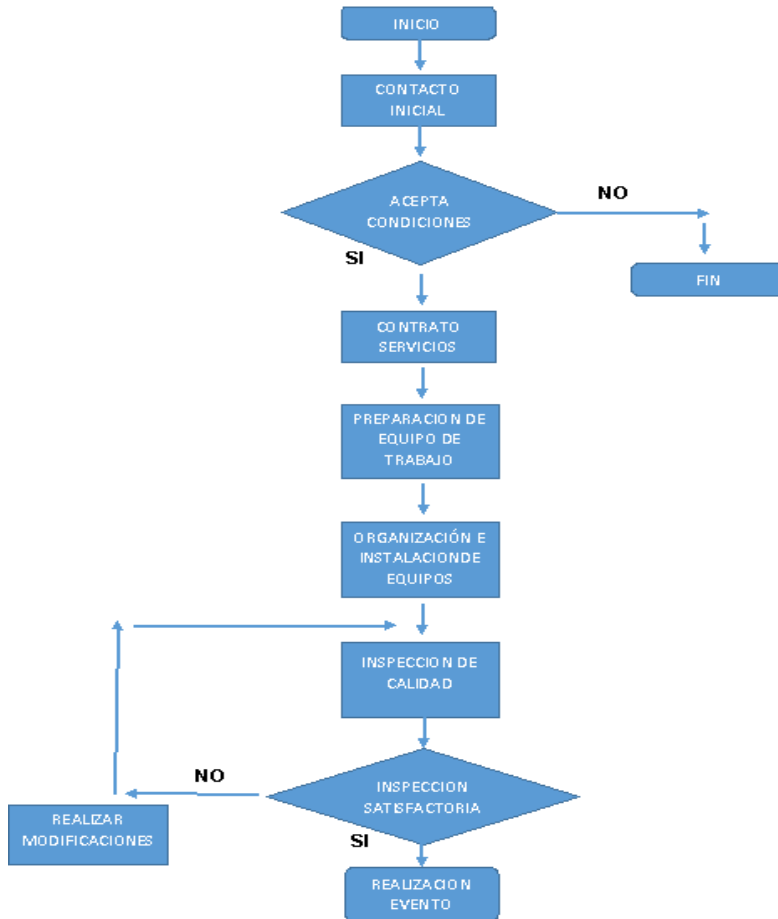 INICIO
CONTACTO
INICIAL
ACEPTA
CONDICIONES
NO
SI
FIN
CONTRATO
SERVICIOS
PREPARACION DE
EQUIPO DE
TRABAJO
ORGANIZACIÓN E
INSTALACIONDE
EQUIPOS
INSPECCION DE
CALIDAD
INSPECCION
SATISFACTORIA
NO
REALIZAR
MODIFICACIONES
SI
REALIZACION
EVENTO